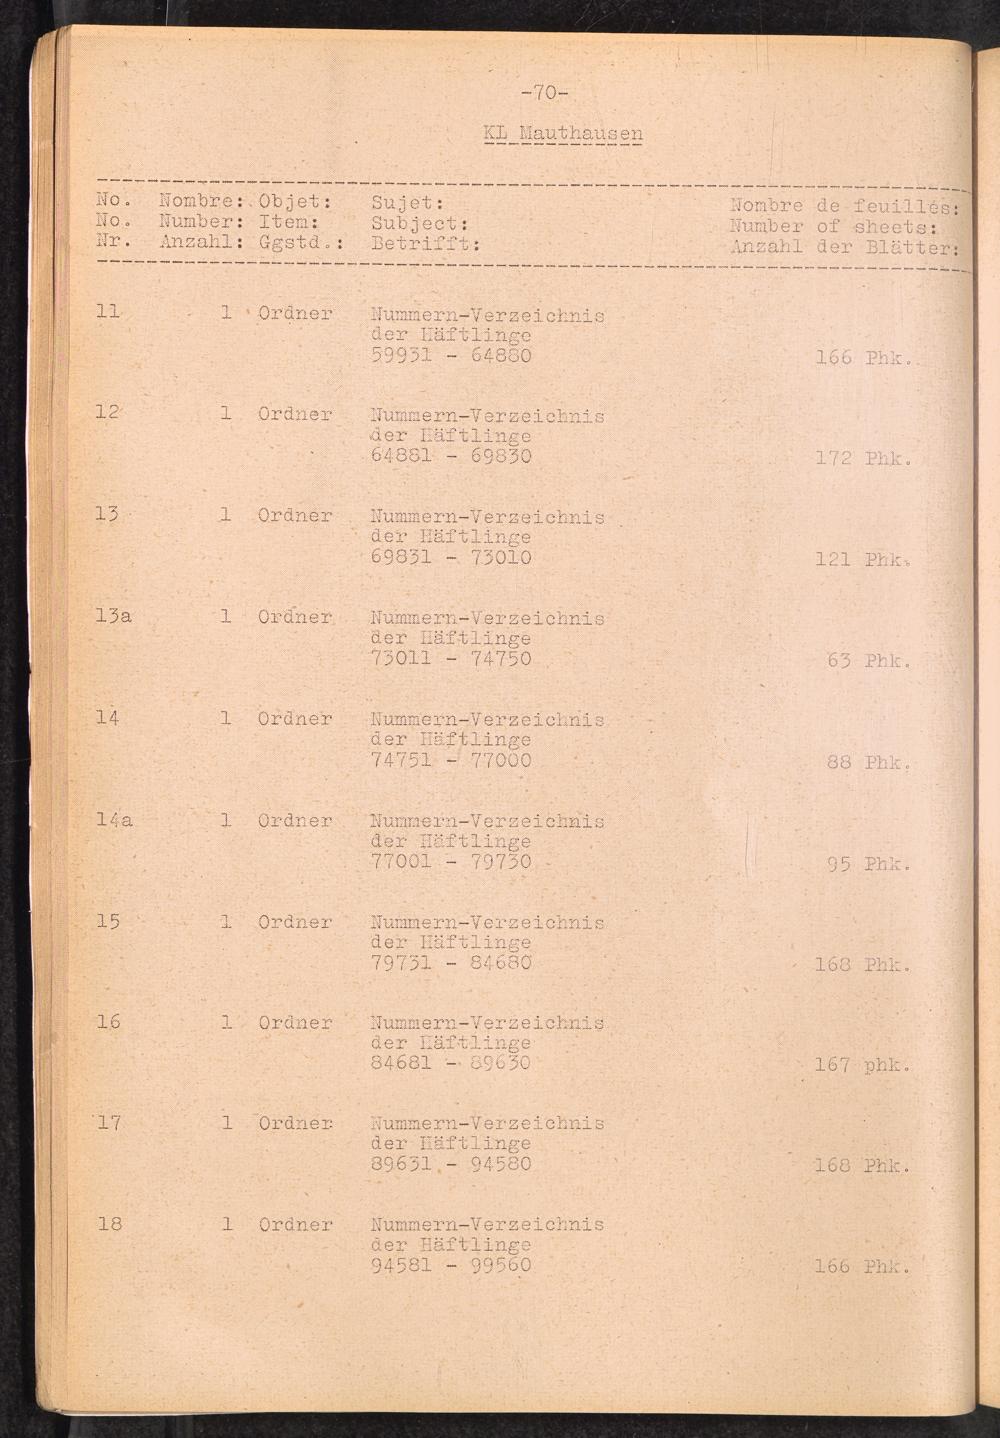 -70-
KL Mauthausen
No. Nombre: Objet: Sujet: Nombre de feuilles:
No. Number: Item: Subject: Number of sheets:
Nr. Anzahl: Ggstd.: Betrifft: Anzahl der Blätter:
11 1 Ordner Nummern-Verzeichnis
der Häftlinge
59931 - 64880 166 Phk.
12 1 Ordner Nummern-Verzeichnis
der Häftlinge
64881 - 69830 172 Phk.
13 1 Ordner Nummern-Verzeichnis
der Häftlinge
69831 - 73010 121 Phk.
13a 1 Ordner Nummern-Verzeichnis
der Häftlinge
73011 - 74750 63 Phk.
14 1 Ordner Nummern-Verzeichnis
der Häftlinge
74751 - 77000 88 Phk.
14a 1 Ordner Nummern-Verzeichnis
der Häftlinge
77001 - 79730 95 Phk.
15 1 Ordner Nummern-Verzeichnis
der Häftlinge
79731 - 84680 168 Phk.
16 1 Ordner Nummern-Verzeichnis
der Häftlinge
84681 - 89630 167 phk.
17 1 Ordner Nummern-Verzeichnis
der Häftlinge
89631 - 94580 168 Phk.
18 1 Ordner Nummern-Verzeichnis
der Häftlinge
94581 - 99560 166 Phk.